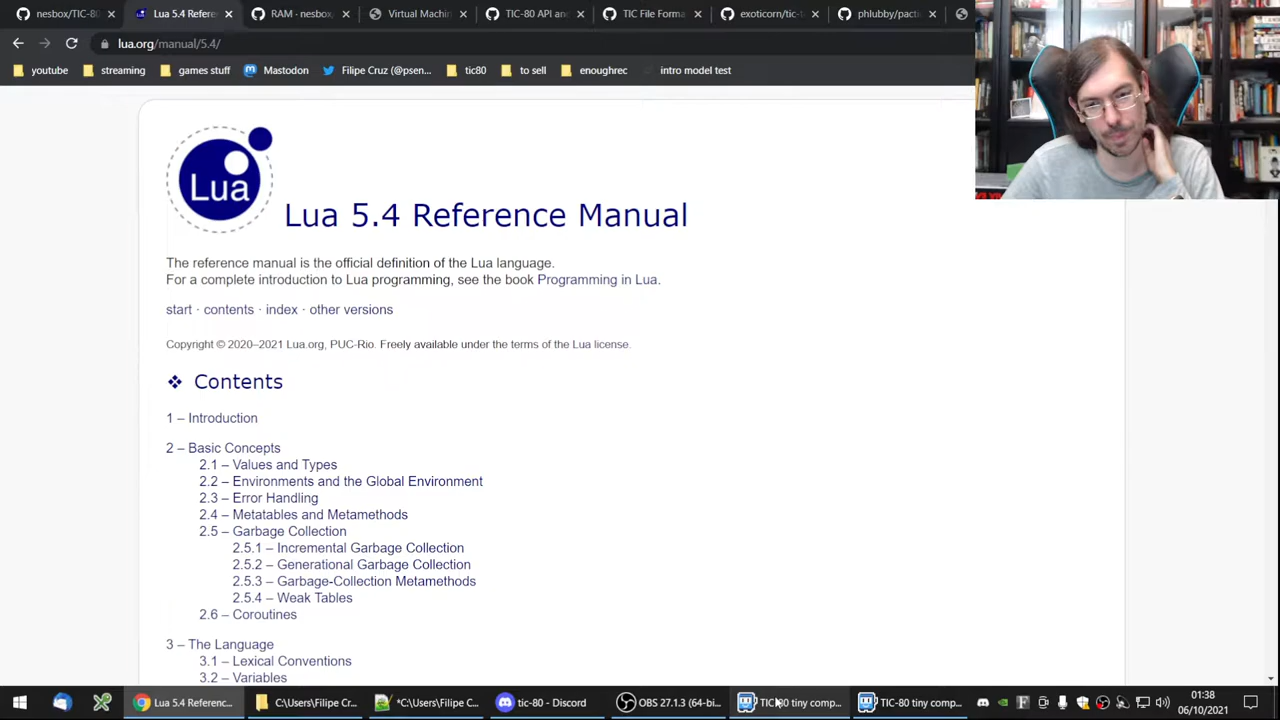 nesbox/TIC-80
Lua 5.4 Refere
RAM · nesbox/
Virtual Machi
TIC-80 API an
TIC File Forma
exoticorn/tic-
phlubby/pacti
lua.org/manual/5.4/
youtube
streaming
games stuff
Mastodon
Filipe Cruz (@psen...
tic80
to sell
enoughrec
intro model test
Lua
Lua 5.4 Reference Manual
The reference manual is the official definition of the Lua language.
For a complete introduction to Lua programming, see the book Programming in Lua.
start · contents · index · other versions
Copyright © 2020–2021 Lua.org, PUC-Rio. Freely available under the terms of the Lua license.
❖ Contents
1 – Introduction
2 – Basic Concepts
2.1 – Values and Types
2.2 – Environments and the Global Environment
2.3 – Error Handling
2.4 – Metatables and Metamethods
2.5 – Garbage Collection
2.5.1 – Incremental Garbage Collection
2.5.2 – Generational Garbage Collection
2.5.3 – Garbage-Collection Metamethods
2.5.4 – Weak Tables
2.6 – Coroutines
3 – The Language
3.1 – Lexical Conventions
3.2 – Variables
Lua 5.4 Referenc...
C:\Users\Filipe Cr...
*C:\Users\Filipe C...
tic-80 - Discord
OBS 27.1.3 (64-bi...
TIC-80 tiny comp...
TIC-80 tiny comp...
01:38
06/10/2021